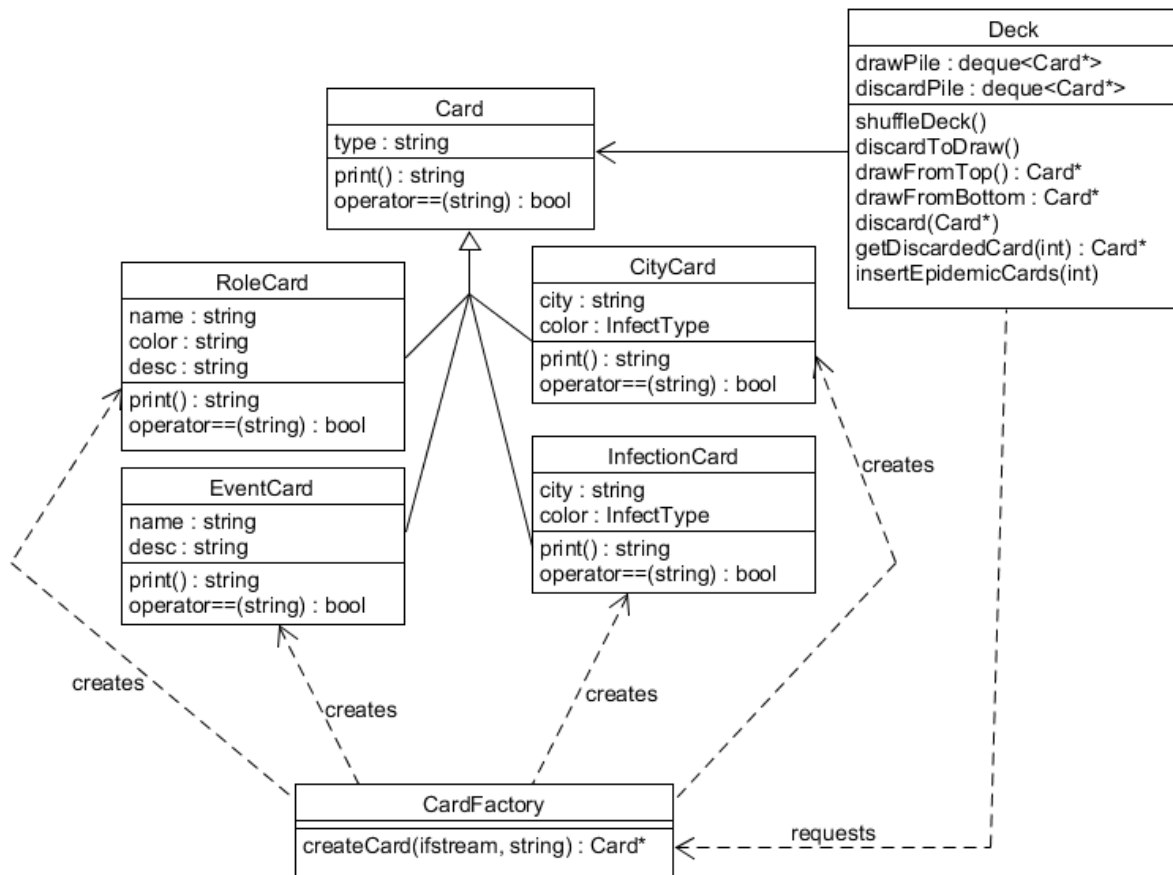 Deck
drawPile : deque<Card*>
discardPile : deque<Card*>
shuffleDeck()
discardToDraw()
drawFromTop() : Card*
drawFromBottom : Card*
discard(Card*)
getDiscardedCard(int) : Card*
insertEpidemicCards(int)
Card
type : string
print() : string
operator==(string) : bool
RoleCard
name : string
color : string
desc : string
print() : string
operator==(string) : bool
CityCard
city : string
color : InfectType
print() : string
operator==(string) : bool
EventCard
name : string
desc : string
print() : string
operator==(string) : bool
InfectionCard
city : string
color : InfectType
print() : string
operator==(string) : bool
creates
creates
creates
creates
requests
CardFactory
createCard(ifstream, string) : Card*